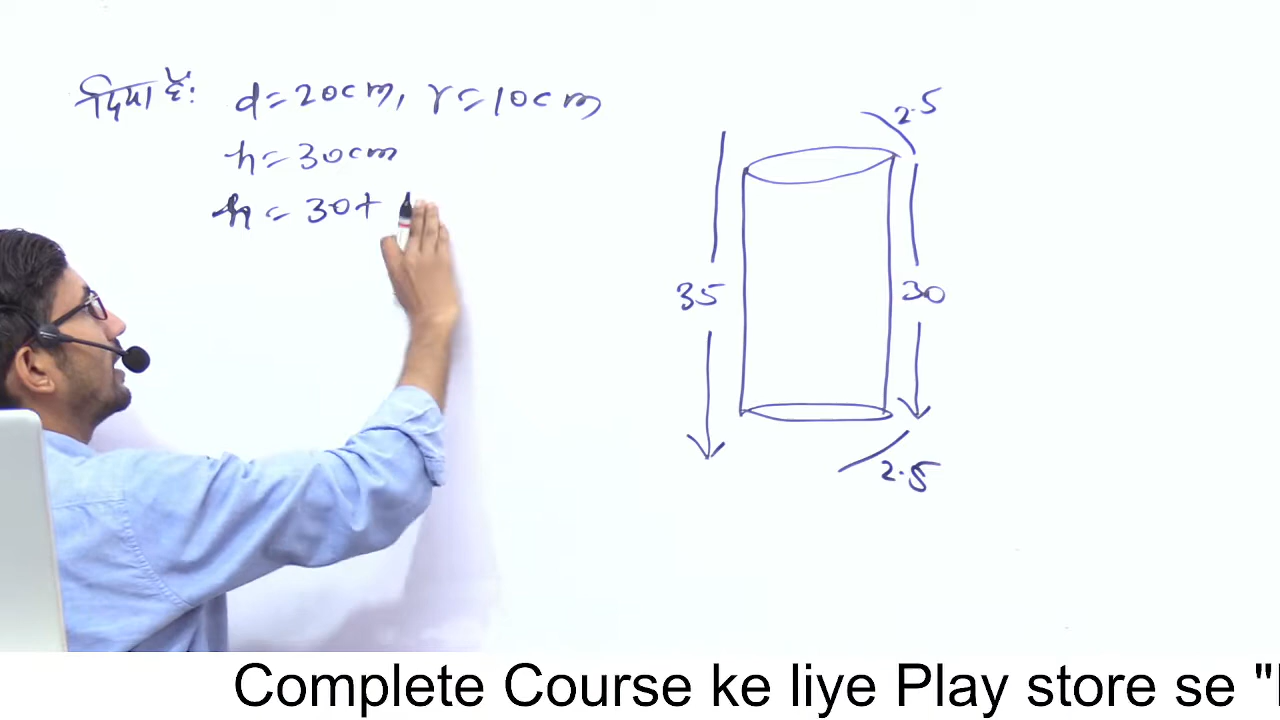 दिया है: d=20cm, r=10cm
h=30cm
h=30+
2.5
35
30
2.5
Complete Course ke liye Play store se "